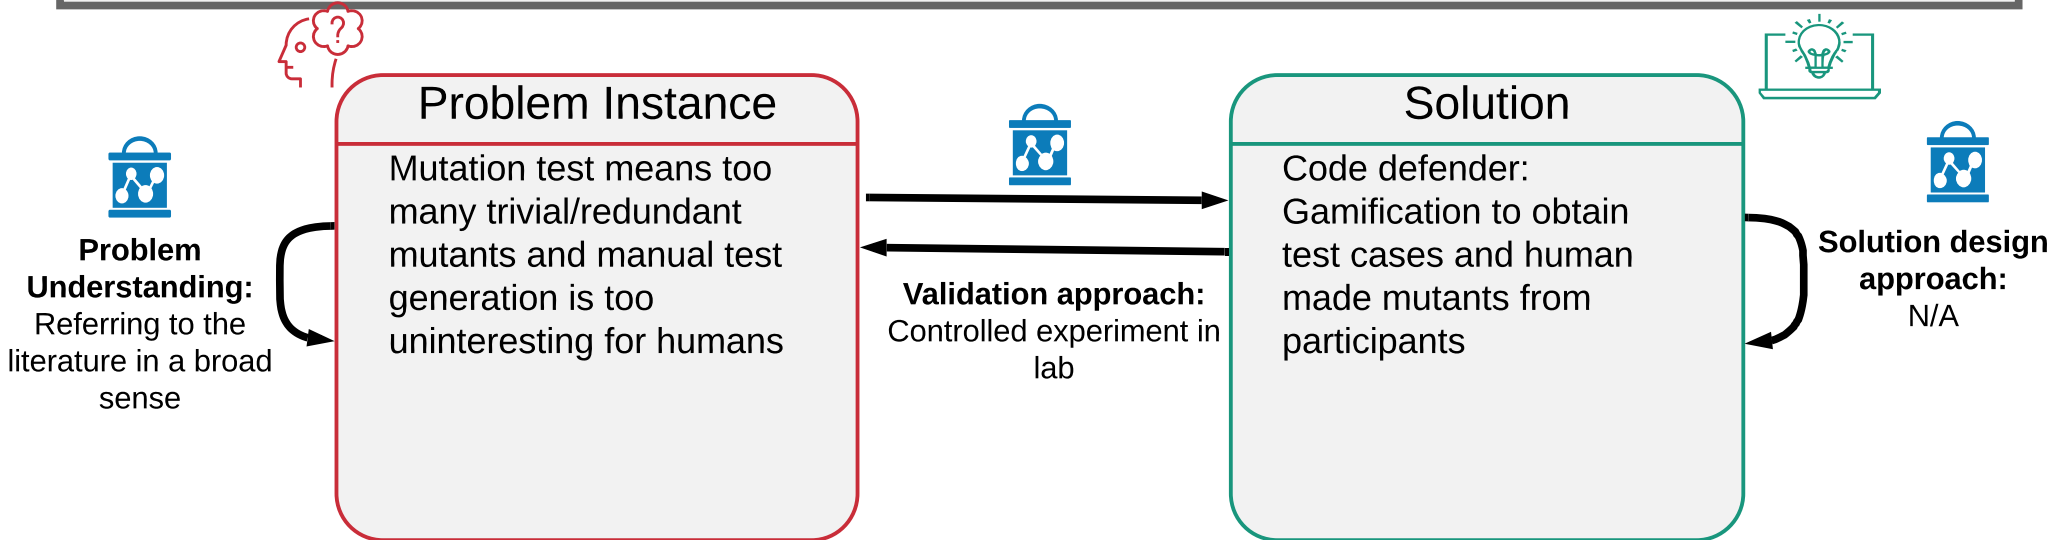 Problem Instance
Mutation test means too
many trivial/redundant
mutants and manual test
generation is too
uninteresting for humans
Solution
Code defender:
Gamification to obtain
test cases and human
made mutants from
participants
Problem
Understanding:
Referring to the
literature in a broad
sense
Validation approach:
Controlled experiment in
lab
Solution design
approach:
N/A
?